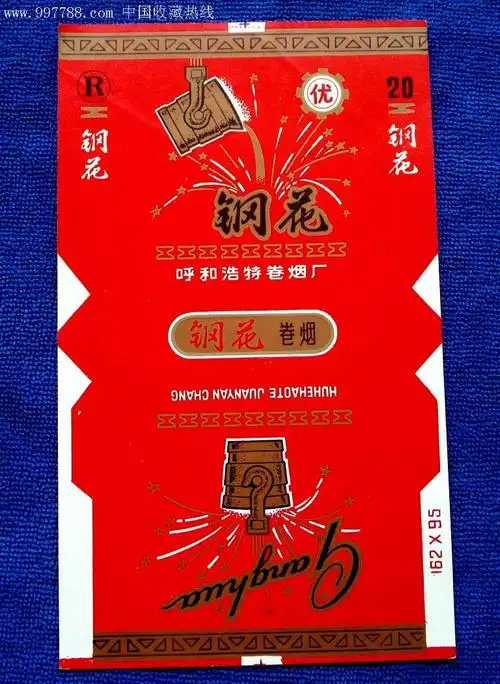 www.997788.com 中国收藏热线
R
优
20
钢花
钢花
钢花
呼和浩特卷烟厂
钢花 卷烟
HUHEHAOTE JUANYAN CHANG
Ganghua
162 X 95